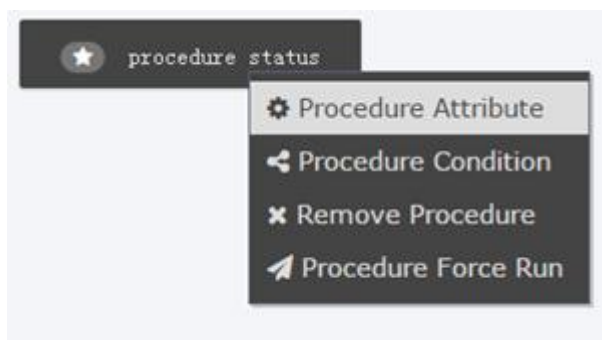 procedure status
Procedure Attribute
Procedure Condition
Remove Procedure
Procedure Force Run